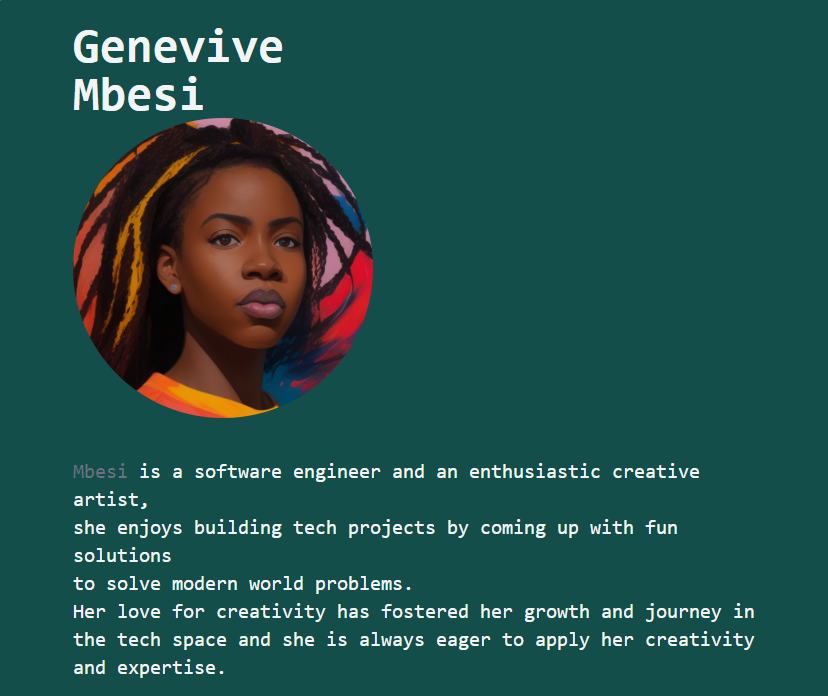 Genevive
Mbesi
Mbesi is a software engineer and an enthusiastic creative
artist,
she enjoys building tech projects by coming up with fun
solutions
to solve modern world problems.
Her love for creativity has fostered her growth and journey in
the tech space and she is always eager to apply her creativity
and expertise.